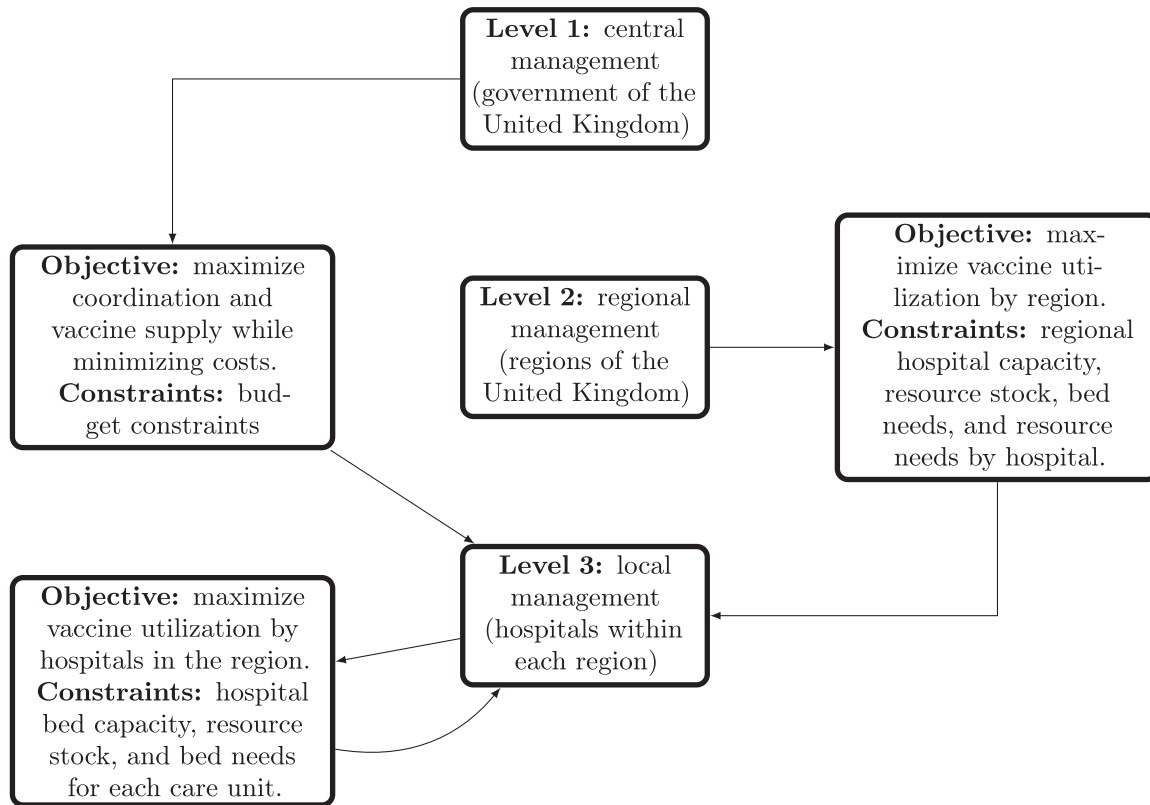 Level 1: central
management
(government of the
United Kingdom)
Objective: maximize
coordination and
vaccine supply while
minimizing costs.
Constraints: bud-
get constraints
Level 2: regional
management
(regions of the
United Kingdom)
Objective: max-
imize vaccine uti-
lization by region.
Constraints: regional
hospital capacity,
resource stock, bed
needs, and resource
needs by hospital.
Level 3: local
management
(hospitals within
each region)
Objective: maximize
vaccine utilization by
hospitals in the region.
Constraints: hospital
bed capacity, resource
stock, and bed needs
for each care unit.